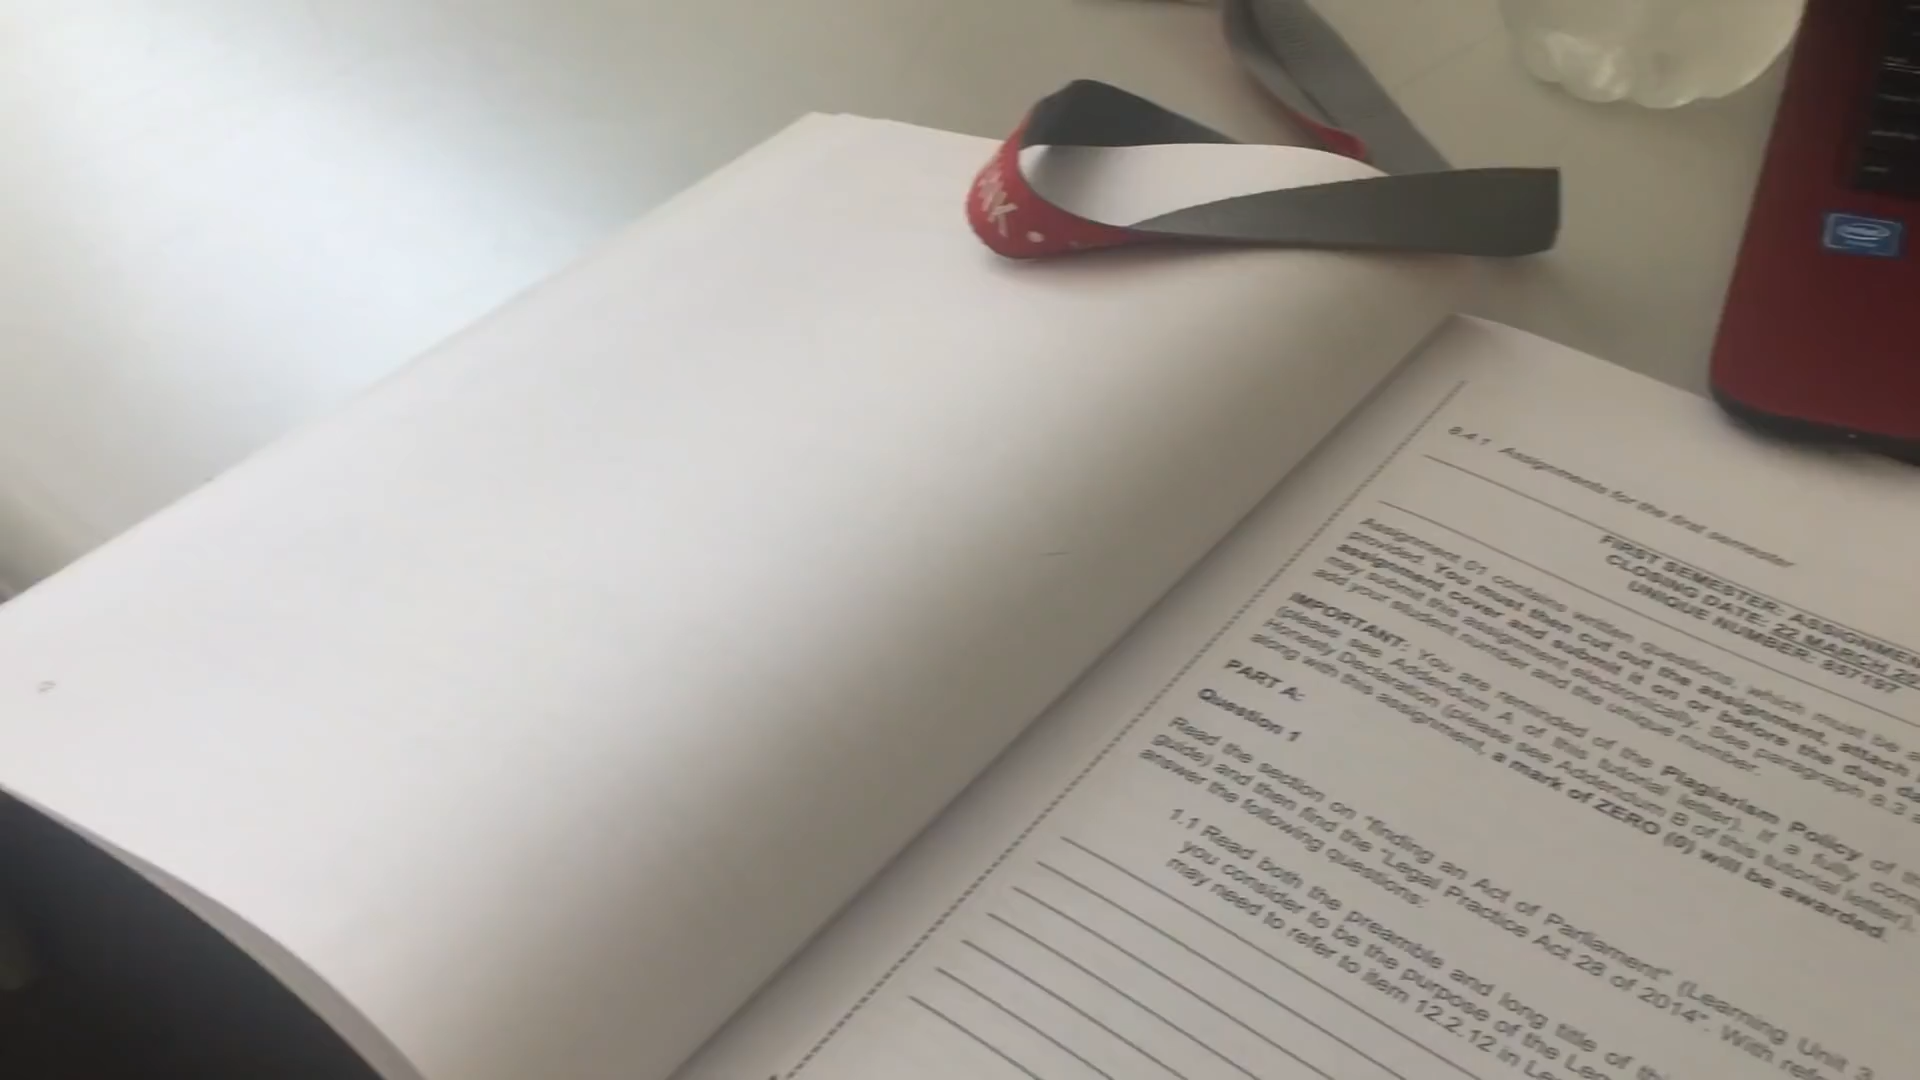 8.4.1 Assignments for the first semester
FIRST SEMESTER: ASSIGNMEN
CLOSING DATE: 22 MARCH 20
UNIQUE NUMBER: 837197
Assignment 01 contains written questions, which must be
provided. You must then cut out the assignment, attach
assignment cover and submit it on or before the due da
may submit this assignment electronically. See paragraph 8.3
add your student number and the unique number.
IMPORTANT: You are reminded of the Plagiarism Policy of
(please see Addendum A of this tutorial letter). If a fully, com
Honesty Declaration (please see Addendum B of this tutorial letter).
along with this assignment, a mark of ZERO (0) will be awarded.
PART A:
Question 1
Read the section on "finding an Act of Parliament" (Learning Unit 3
guide) and then find the "Legal Practice Act 28 of 2014". With refe
answer the following questions:
1.1 Read both the preamble and long title of th
you consider to be the purpose of the Leg
may need to refer to item 12.2.12 in Lea
intel